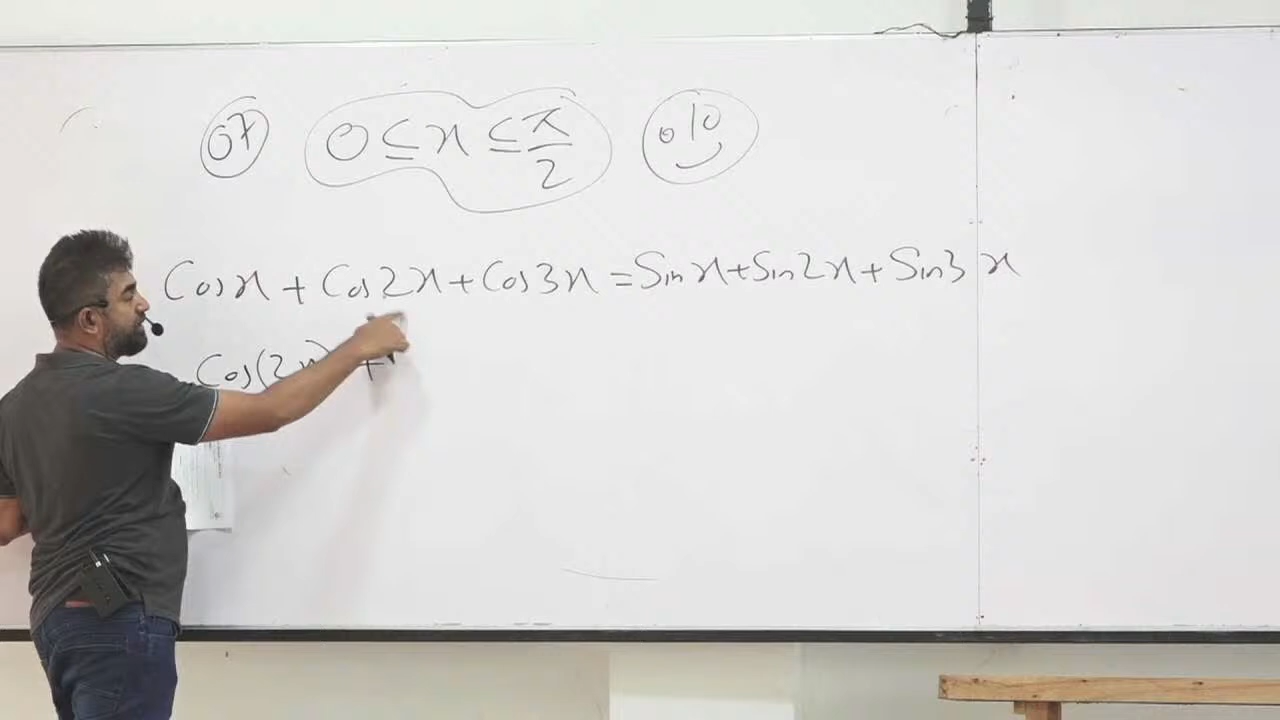 07 0 ≤ x ≤ π/2
Cos x + Cos 2x + Cos 3x = Sin x + Sin 2x + Sin 3x
Cos(2x) +